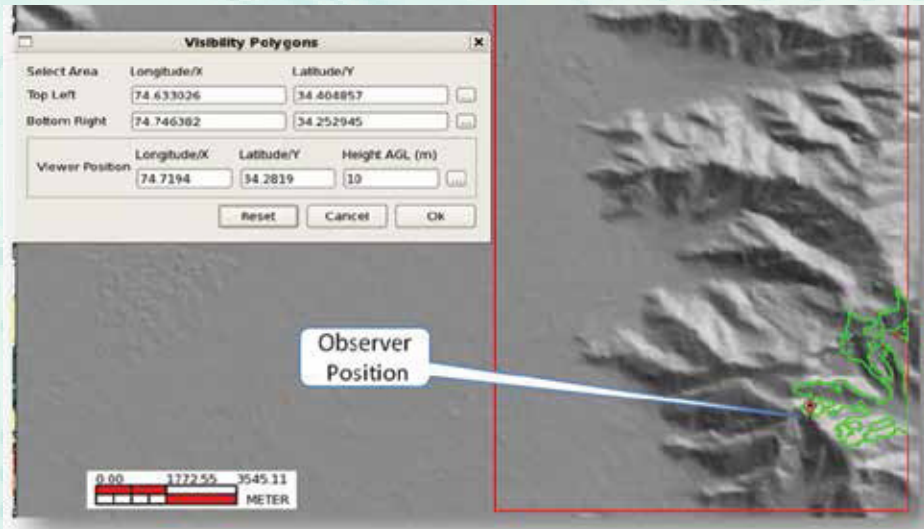 Visibility Polygons
Select Area Longitude/X Latitude/Y
Top Left 74.633026 34.404857 ...
Bottom Right 74.746382 34.252945 ...
Viewer Position
Longitude/X Latitude/Y Height AGL (m)
74.7194 34.2819 10 ...
Reset Cancel Ok
Observer
Position
0.00 1772.55 3545.11
METER